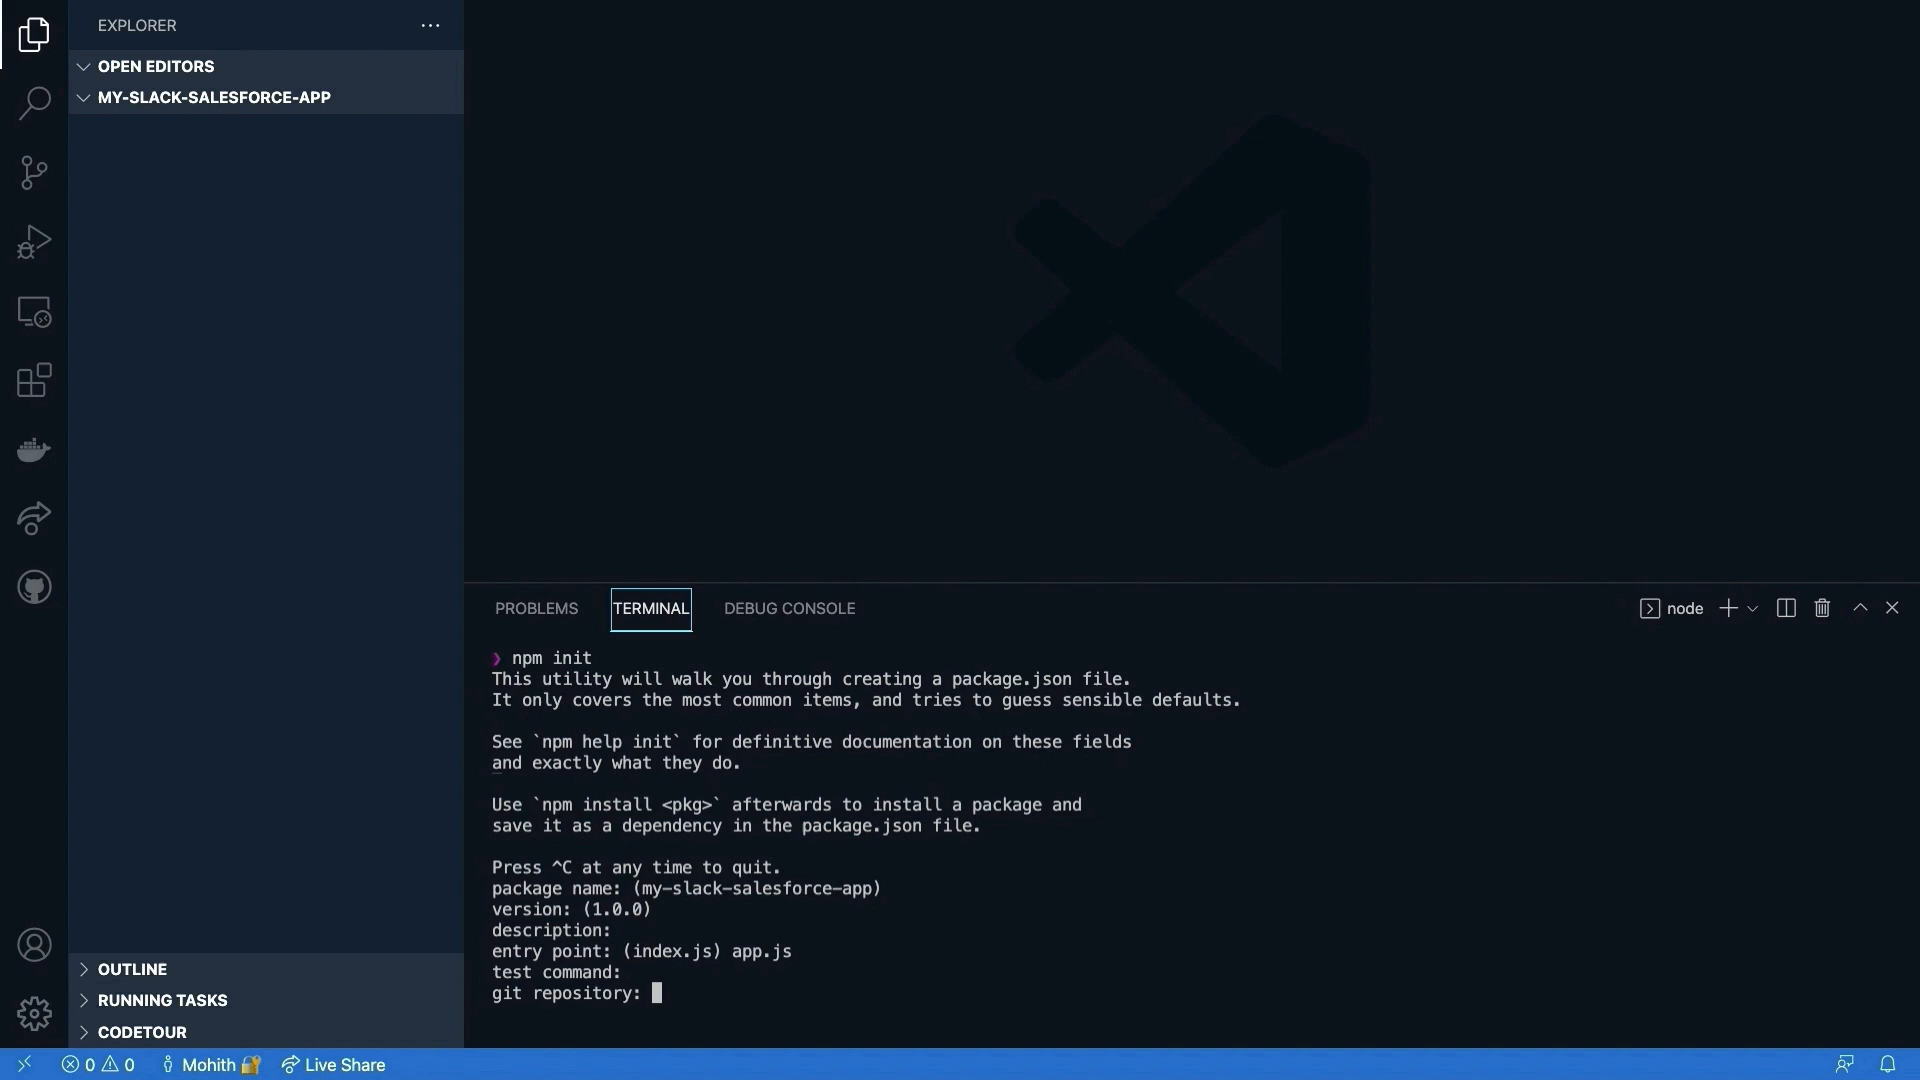 EXPLORER
OPEN EDITORS
MY-SLACK-SALESFORCE-APP
OUTLINE
RUNNING TASKS
CODETOUR
PROBLEMS TERMINAL DEBUG CONSOLE node
❯ npm init
This utility will walk you through creating a package.json file.
It only covers the most common items, and tries to guess sensible defaults.
See `npm help init` for definitive documentation on these fields
and exactly what they do.
Use `npm install <pkg>` afterwards to install a package and
save it as a dependency in the package.json file.
Press ^C at any time to quit.
package name: (my-slack-salesforce-app)
version: (1.0.0)
description:
entry point: (index.js) app.js
test command:
git repository:
0 0 Mohith Live Share